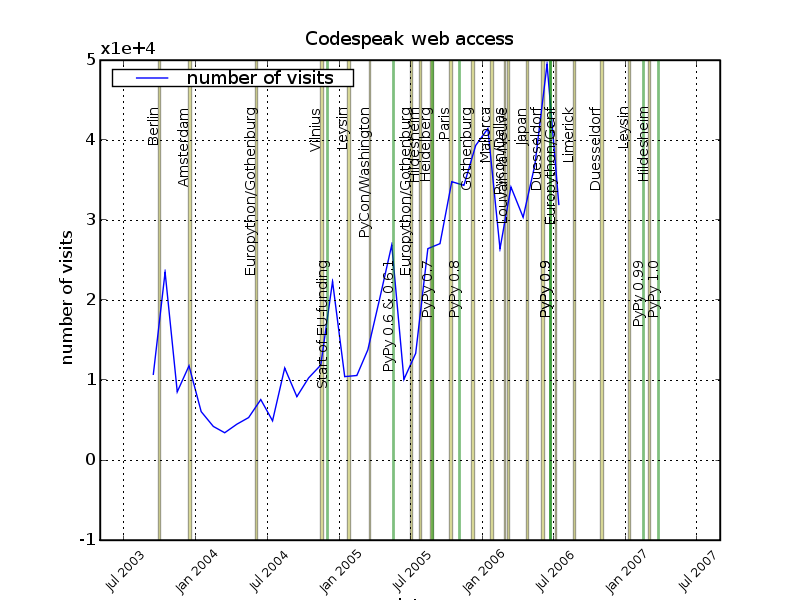 Codespeak web access
x1e+4
number of visits
5
4
3
2
1
0
-1
number of visits
Berlin
Amsterdam
Europython/Gothenburg
Vilnius
Leysin
PyCon/Washington
Europython/Gothenburg
Hildesheim
Heidelberg
Paris
Gothenburg
Mallorca
Louvain-la-Neuve
Japan
Duesseldorf
Europython/Genf
Limerick
Duesseldorf
Leysin
Hildesheim
Start of EU-funding
PyPy 0.6 & 0.6.1
PyPy 0.7
PyPy 0.8
PyPy 0.9
PyPy 0.99
PyPy 1.0
Jul 2003
Jan 2004
Jul 2004
Jan 2005
Jul 2005
Jan 2006
Jul 2006
Jan 2007
Jul 2007